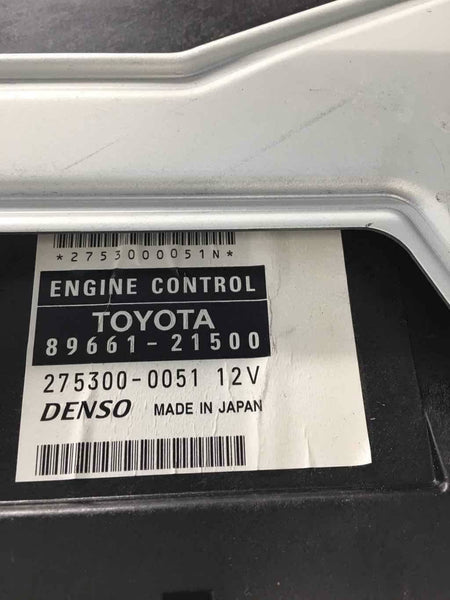 *2753000051N*
ENGINE CONTROL
TOYOTA
89661-21500
275300-0051 12V
DENSO MADE IN JAPAN